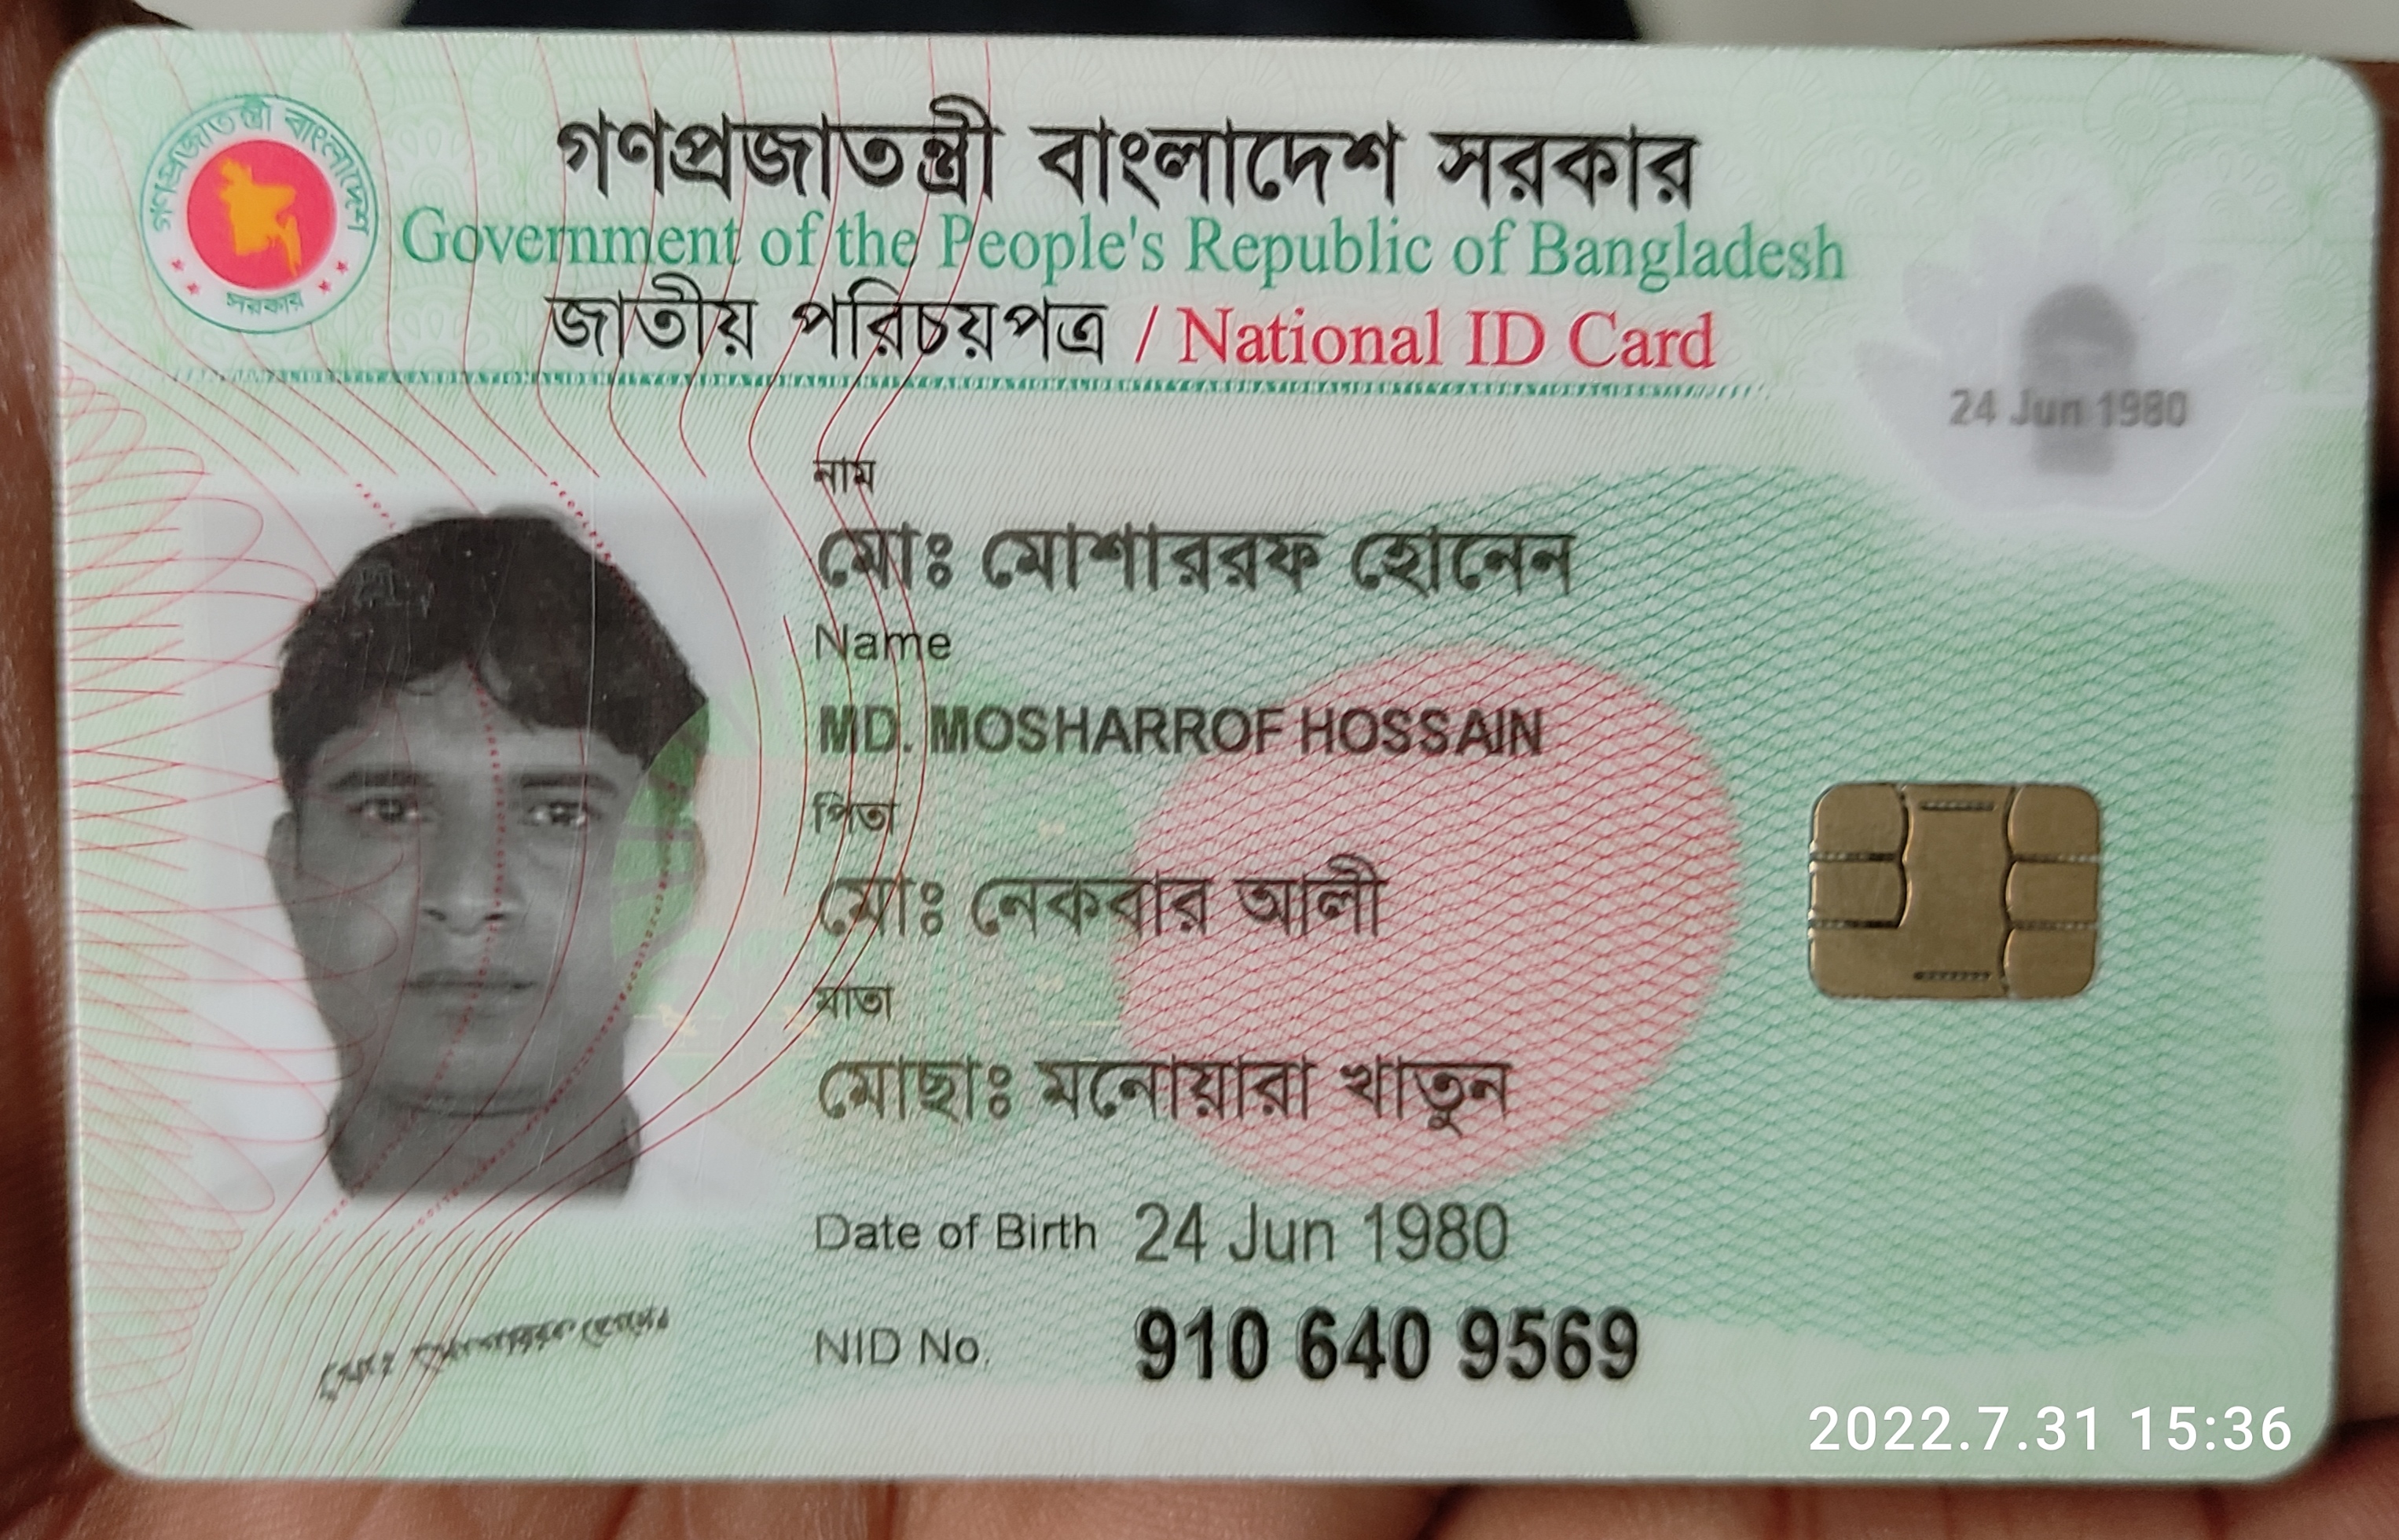 গণপ্রজাতন্ত্রী বাংলাদেশ
সরকার
গণপ্রজাতন্ত্রী বাংলাদেশ সরকার
Government of the People's Republic of Bangladesh
জাতীয় পরিচয়পত্র / National ID Card
24 Jun 1980
নাম
মোঃ মোশাররফ হোসেন
Name
MD. MOSHARROF HOSSAIN
পিতা
মোঃ নেকবার আলী
মাতা
মোছাঃ মনোয়ারা খাতুন
Date of Birth 24 Jun 1980
NID No. 910 640 9569
2022.7.31 15:36